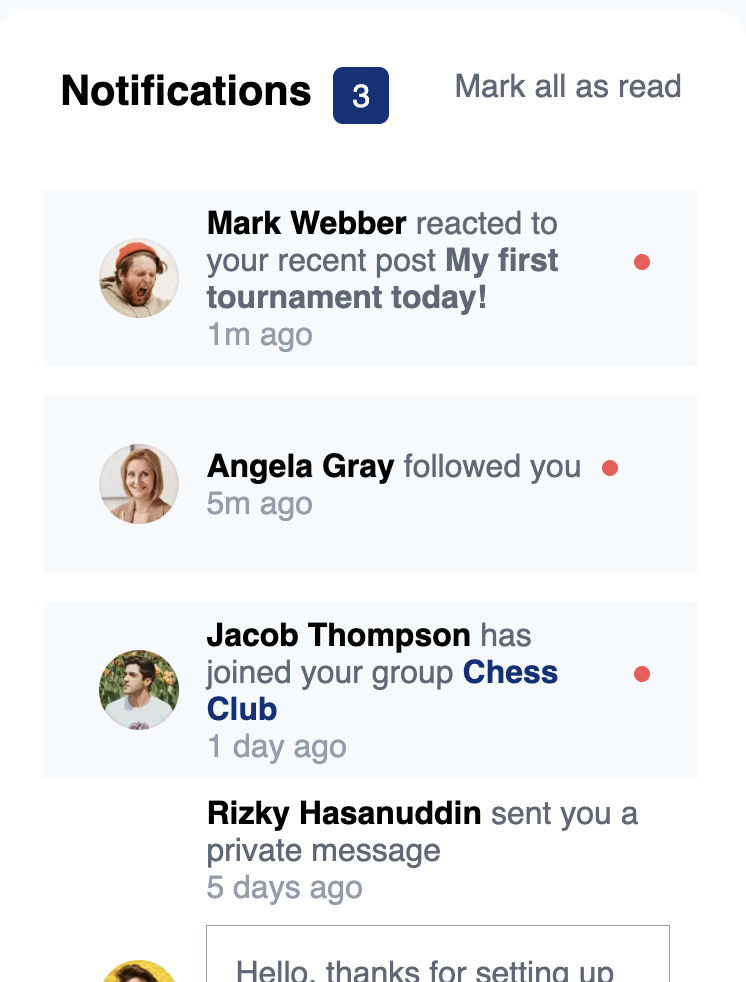 Notifications 3 Mark all as read
Mark Webber reacted to
your recent post My first
tournament today!
1m ago
Angela Gray followed you
5m ago
Jacob Thompson has
joined your group Chess
Club
1 day ago
Rizky Hasanuddin sent you a
private message
5 days ago
Hello, thanks for setting up